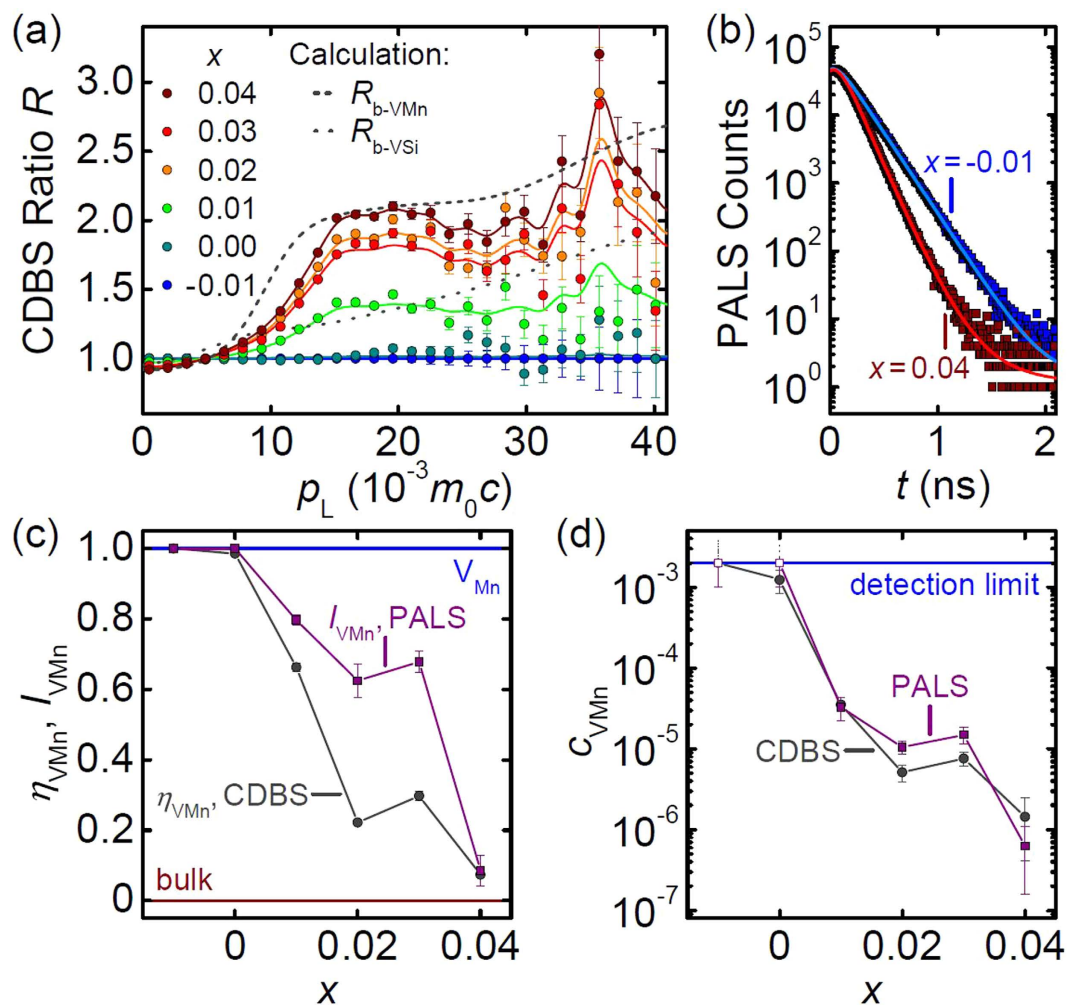 (a)
x
Calculation:
0.04
0.03
0.02
0.01
0.00
-0.01
R_b-VMn
R_b-VSi
CDBS Ratio R
3.0
2.5
2.0
1.5
1.0
0 10 20 30 40
p_L (10^-3 m_0c)
(b)
PALS Counts
10^5
10^4
10^3
10^2
10^1
10^0
x = -0.01
x = 0.04
0 1 2
t (ns)
(c)
η_VMn, I_VMn
1.0
0.8
0.6
0.4
0.2
0
V_Mn
I_VMn, PALS
η_VMn, CDBS
bulk
0 0.02 0.04
x
(d)
c_VMn
10^-3
10^-4
10^-5
10^-6
10^-7
detection limit
PALS
CDBS
0 0.02 0.04
x